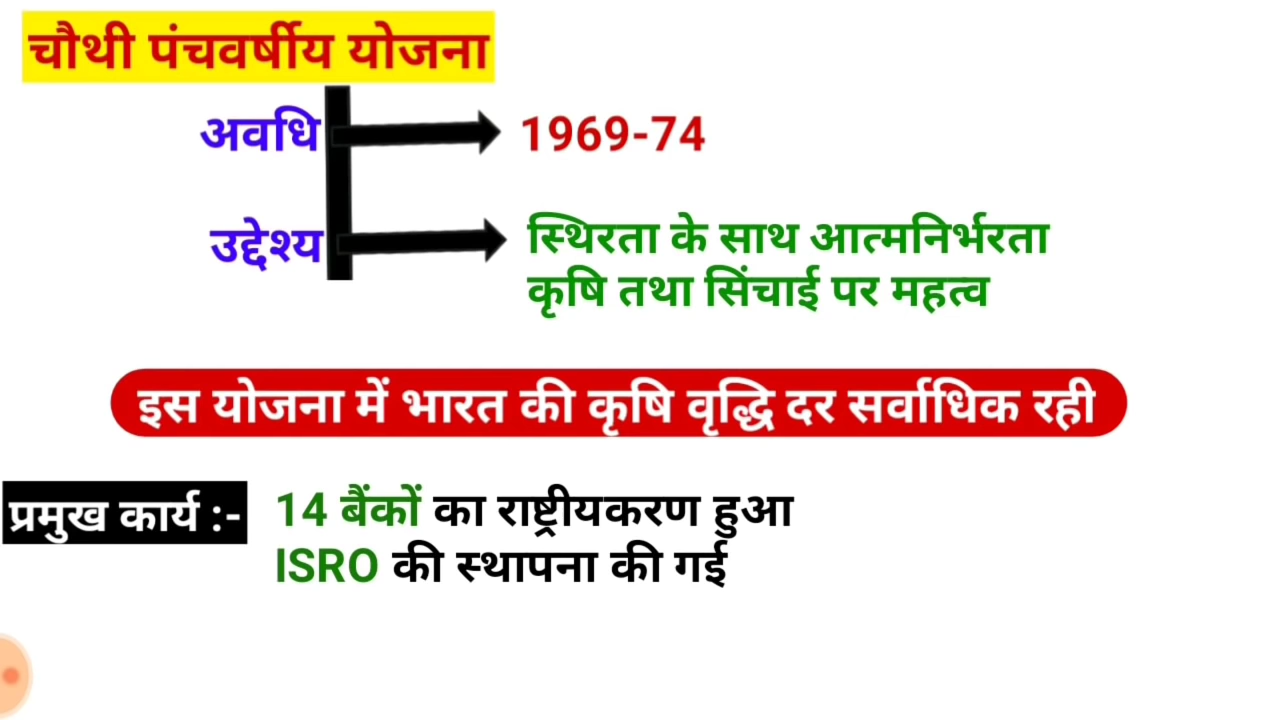 चौथी पंचवर्षीय योजना
अवधि 1969-74
उद्देश्य स्थिरता के साथ आत्मनिर्भरता
कृषि तथा सिंचाई पर महत्व
इस योजना में भारत की कृषि वृद्धि दर सर्वाधिक रही
प्रमुख कार्य :- 14 बैंकों का राष्ट्रीयकरण हुआ
ISRO की स्थापना की गई